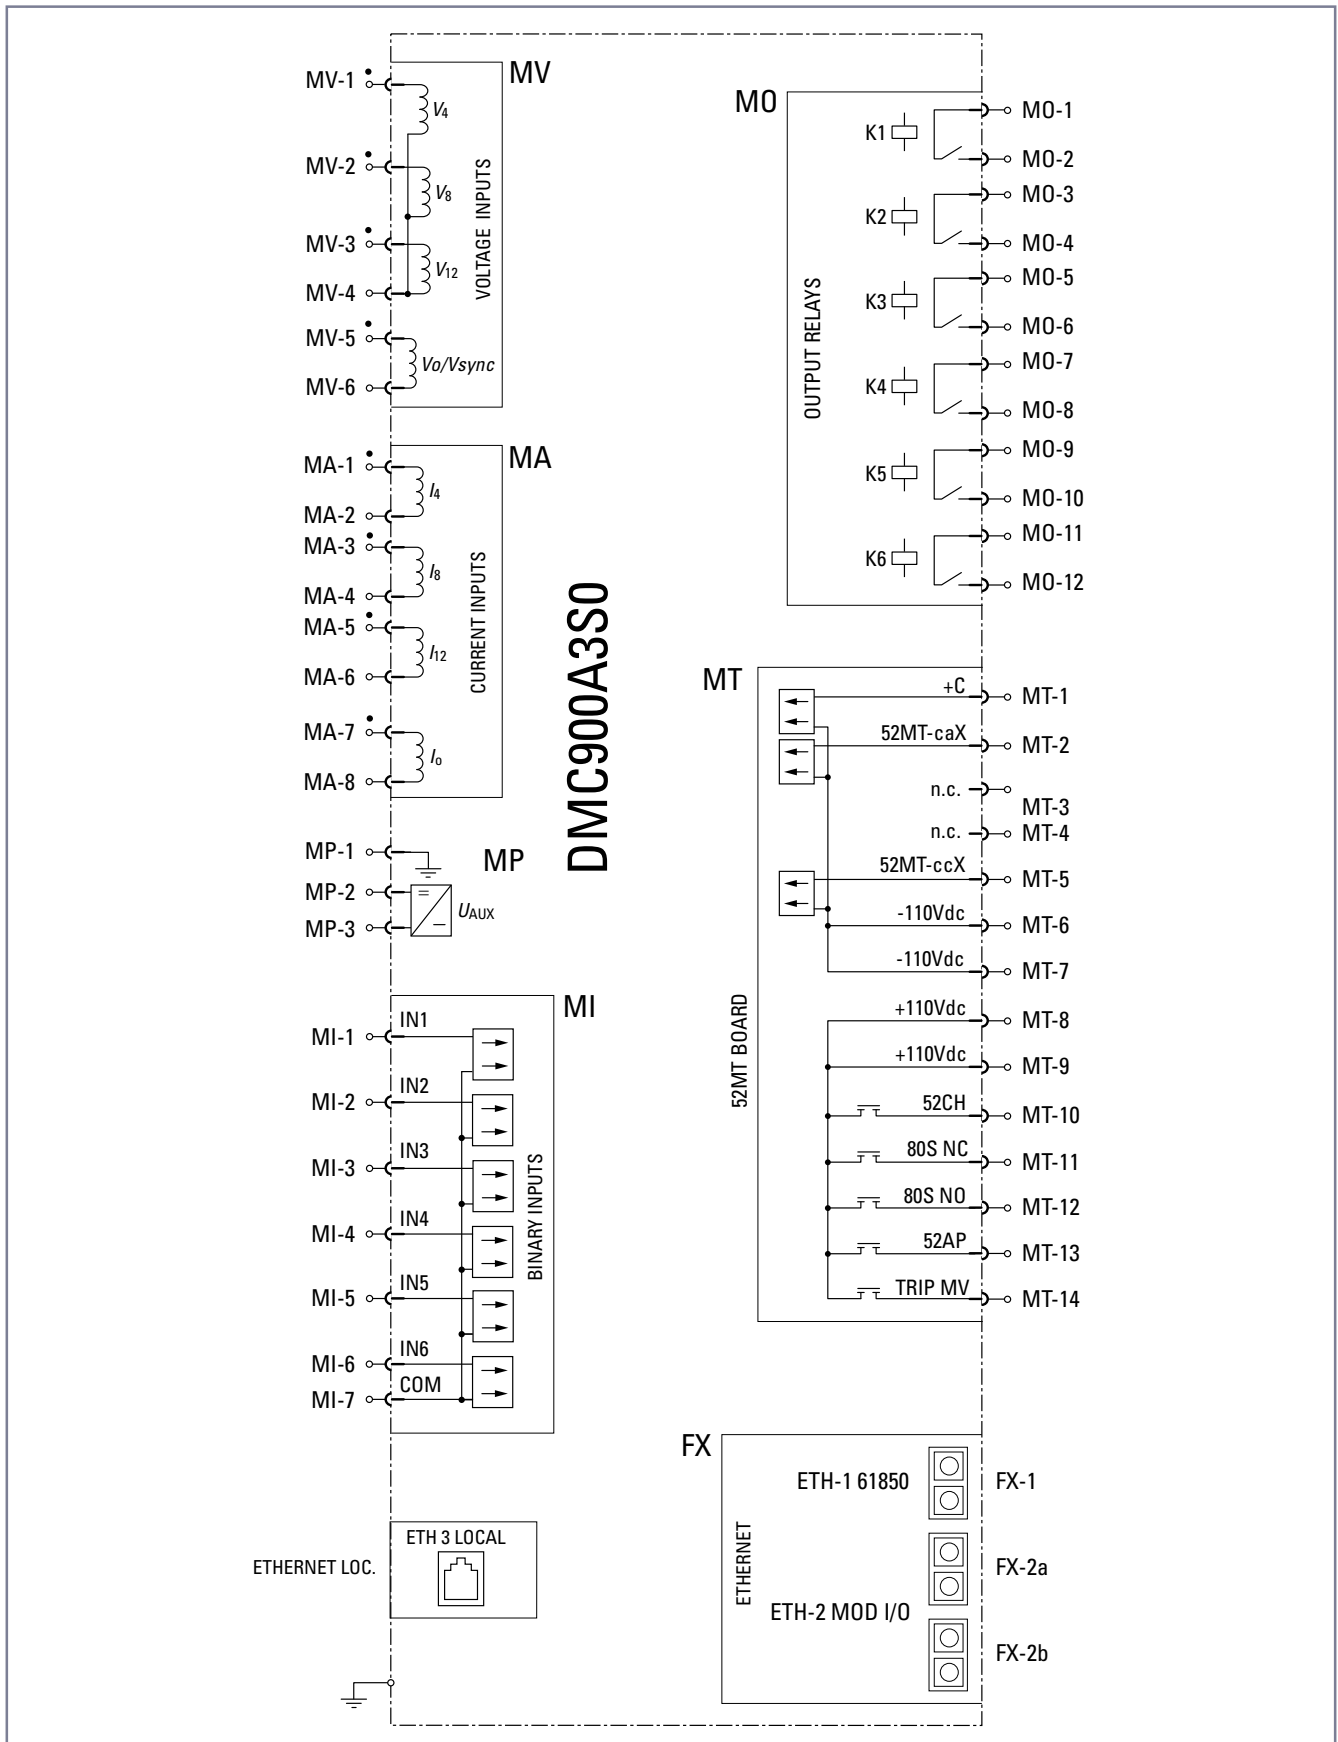 MV
MV-1
V4
MV-2
V8
MV-3
V12
MV-4
MV-5
Vo/Vsync
MV-6
VOLTAGE INPUTS
MA
MA-1
I4
MA-2
MA-3
I8
MA-4
MA-5
I12
MA-6
MA-7
Io
MA-8
CURRENT INPUTS
DMC900A3S0
MP
MP-1
MP-2
UAUX
MP-3
MI
MI-1
IN1
MI-2
IN2
MI-3
IN3
MI-4
IN4
MI-5
IN5
MI-6
IN6
MI-7
COM
BINARY INPUTS
ETHERNET LOC.
ETH 3 LOCAL
MO
K1
MO-1
MO-2
K2
MO-3
MO-4
K3
MO-5
MO-6
K4
MO-7
MO-8
K5
MO-9
MO-10
K6
MO-11
MO-12
OUTPUT RELAYS
MT
+C
MT-1
52MT-caX
MT-2
n.c.
MT-3
n.c.
MT-4
52MT-ccX
MT-5
-110Vdc
MT-6
-110Vdc
MT-7
+110Vdc
MT-8
+110Vdc
MT-9
52CH
MT-10
80S NC
MT-11
80S NO
MT-12
52AP
MT-13
TRIP MV
MT-14
52MT BOARD
FX
ETH-1 61850
FX-1
FX-2a
ETH-2 MOD I/O
FX-2b
ETHERNET